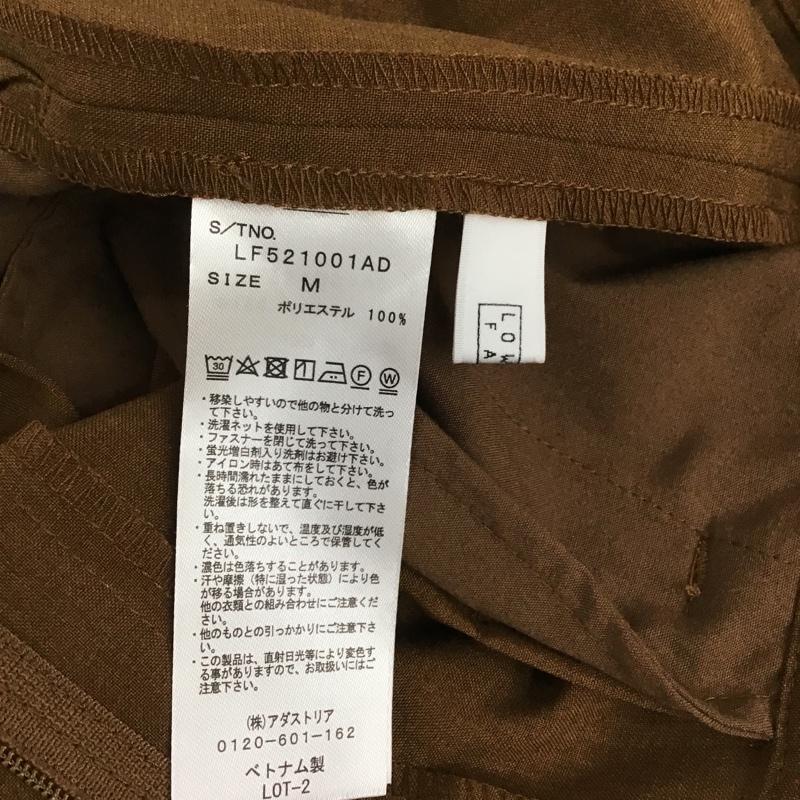 S/TNO.
LF521001AD
SIZE M
ポリエステル 100%
30
F W
・移染しやすいので他の物と分けて洗っ
て下さい。
・洗濯ネットを使用して下さい。
・ファスナーを閉じて洗って下さい。
・蛍光増白剤入り洗剤はお避け下さい。
・アイロン時はあて布をして下さい。
・長時間濡れたままにしておくと、色が
落ちる恐れがあります。
洗濯後は形を整えて直ぐに干して下さ
い。
・重ね置きしないで、温度及び湿度が低
く、通気性のよいところで保管してく
ださい。
・濃色は色落ちすることがあります。
・汗や摩擦（特に湿った状態）により色
が移る場合があります。
他の衣類との組み合わせにご注意くだ
さい。
・他のものとの引っかかりにご注意下さ
い。
・この製品は、直射日光等により変色す
る事がありますので、お取扱いにはご
注意下さい。
(株)アダストリア
0120-601-162
ベトナム製
LOT-2
LOW
FA